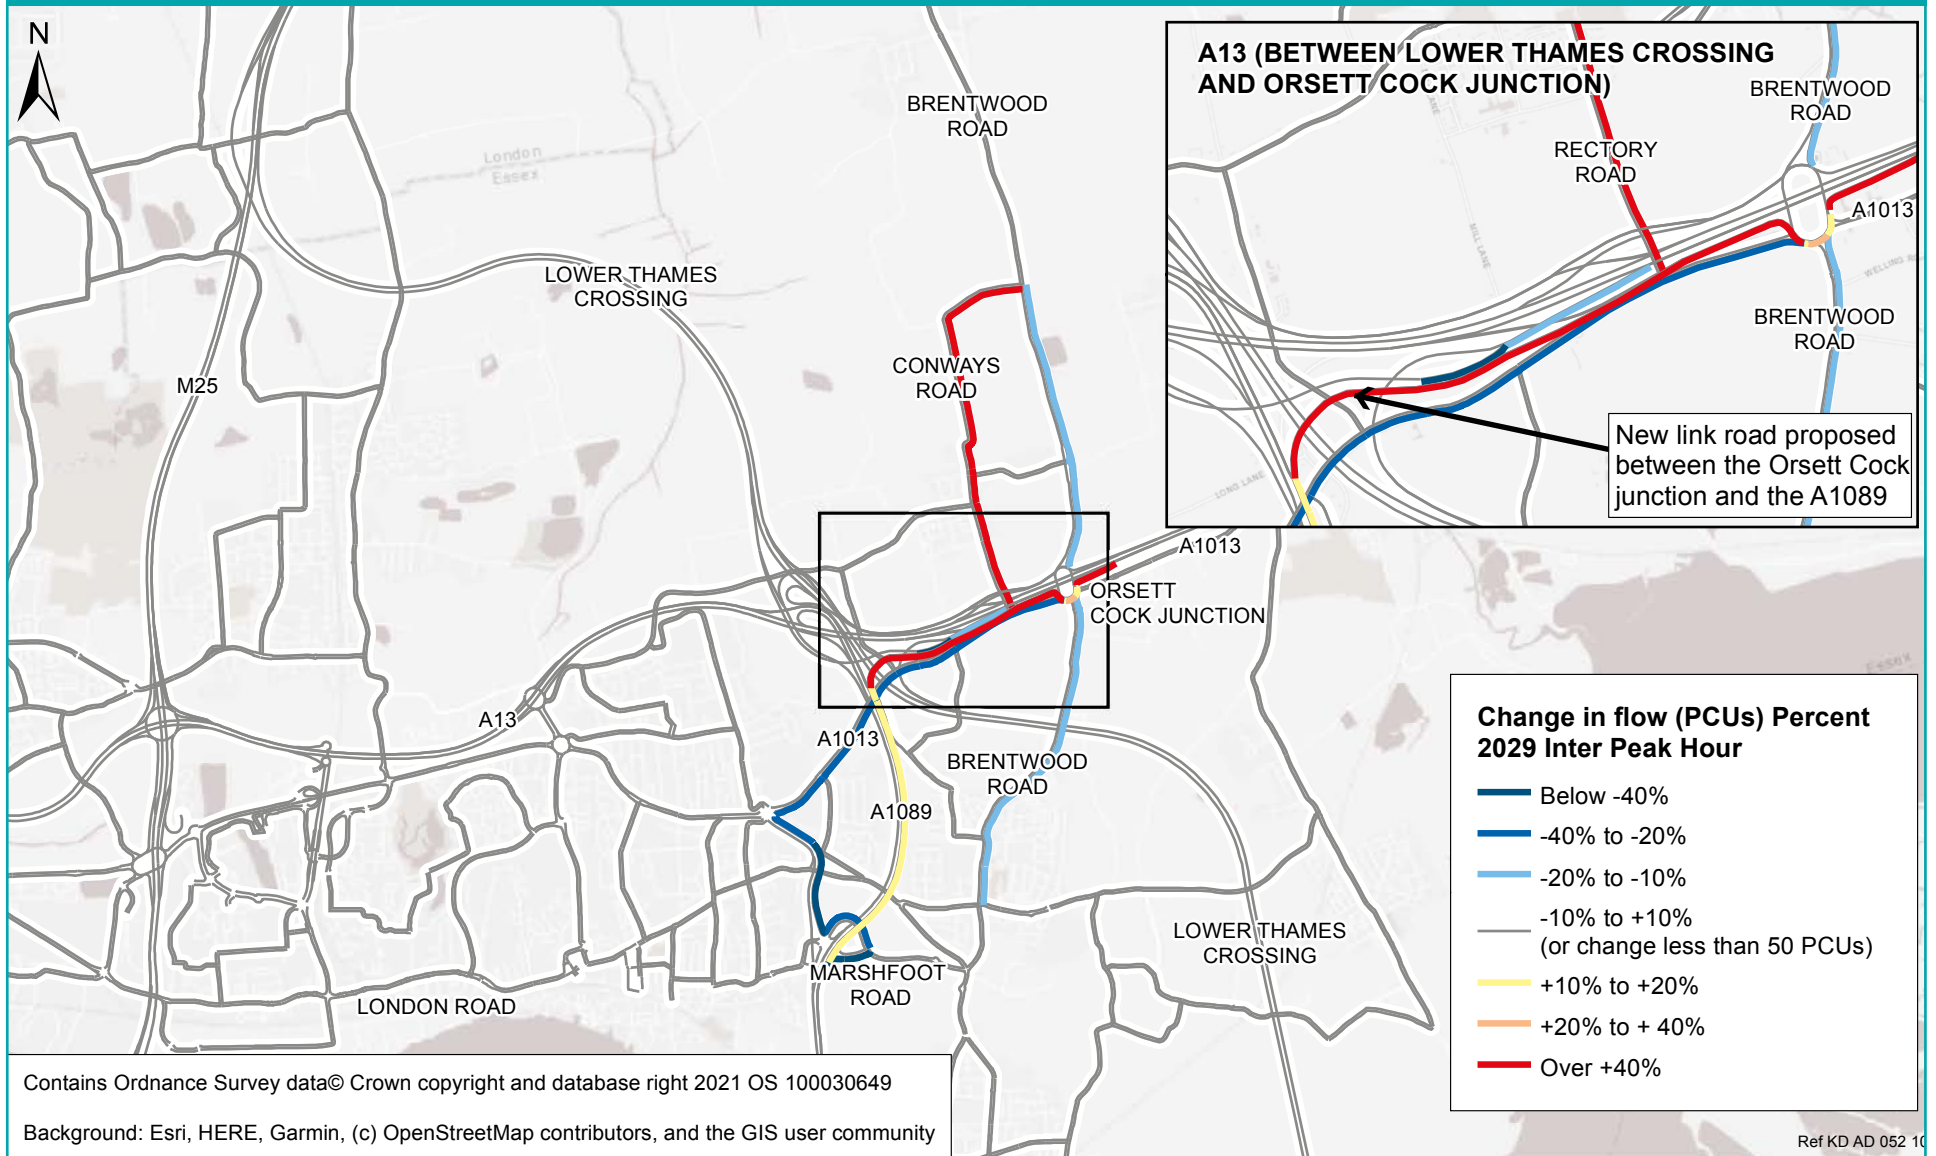 N
BRENTWOOD
ROAD
London
Essex
LOWER THAMES
CROSSING
M25
CONWAYS
ROAD
A1013
ORSETT
COCK JUNCTION
A13
A1013
BRENTWOOD
ROAD
A1089
LOWER THAMES
CROSSING
MARSHFOOT
ROAD
LONDON ROAD
Essex
A13 (BETWEEN LOWER THAMES CROSSING
AND ORSETT COCK JUNCTION)
BRENTWOOD
ROAD
RECTORY
ROAD
A1013
MILL LANE
BRENTWOOD
ROAD
LONG LANE
New link road proposed
between the Orsett Cock
junction and the A1089
Change in flow (PCUs) Percent
2029 Inter Peak Hour
Below -40%
-40% to -20%
-20% to -10%
-10% to +10%
(or change less than 50 PCUs)
+10% to +20%
+20% to + 40%
Over +40%
Contains Ordnance Survey data© Crown copyright and database right 2021 OS 100030649
Background: Esri, HERE, Garmin, (c) OpenStreetMap contributors, and the GIS user community
Ref KD AD 052 10